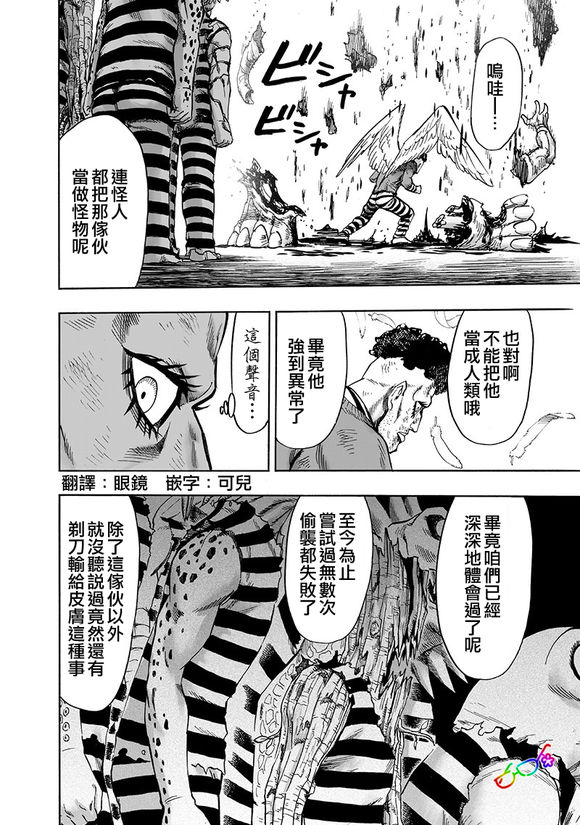 嗚哇
—！…
ビシャ
ビシャ
連怪人
都把那傢伙
當做怪物呢
也對啊
不能把他
當成人類哦
畢竟他
強到異常了
這個聲音…
翻譯：眼鏡　嵌字：可兒
畢竟咱們已經
深深地體會過了呢
至今為止
嘗試過無數次
偷襲都失敗了
除了這傢伙以外
就沒聽説過竟然還有
剃刀輸給皮膚這種事